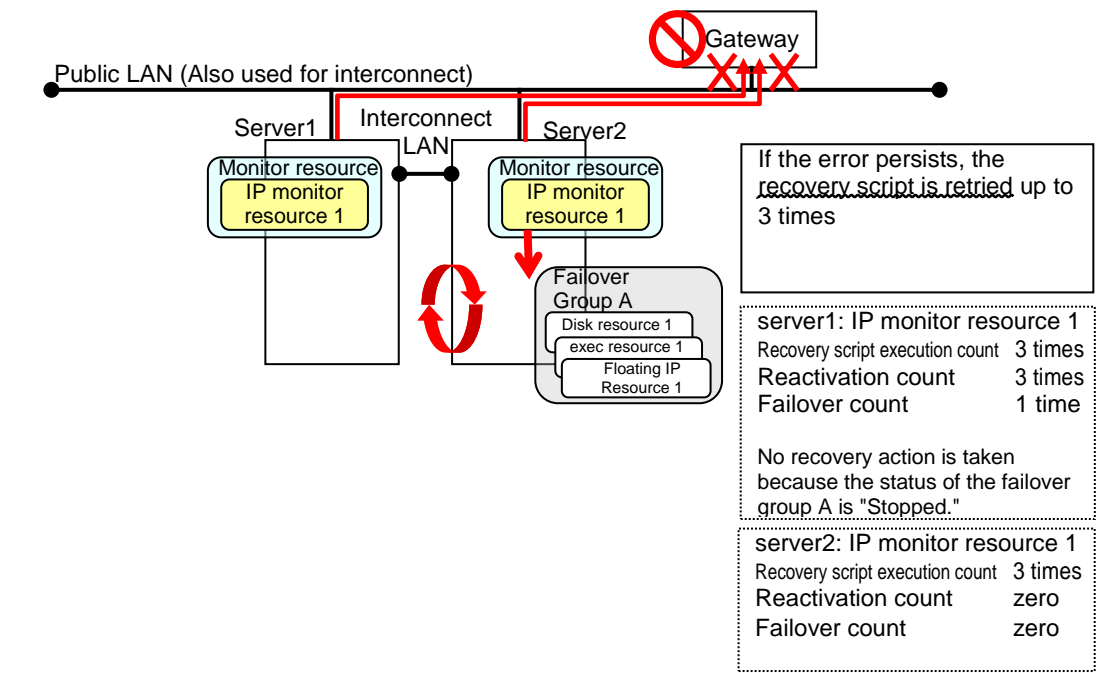 Gateway
Public LAN (Also used for interconnect)
Interconnect
LAN
Server1
Server2
Monitor resource
IP monitor
resource 1
Monitor resource
IP monitor
resource 1
Failover
Group A
Disk resource 1
exec resource 1
Floating IP
Resource 1
If the error persists, the
recovery script is retried up to
3 times
server1: IP monitor resource 1
Recovery script execution count 3 times
Reactivation count 3 times
Failover count 1 time
No recovery action is taken
because the status of the failover
group A is "Stopped."
server2: IP monitor resource 1
Recovery script execution count 3 times
Reactivation count zero
Failover count zero